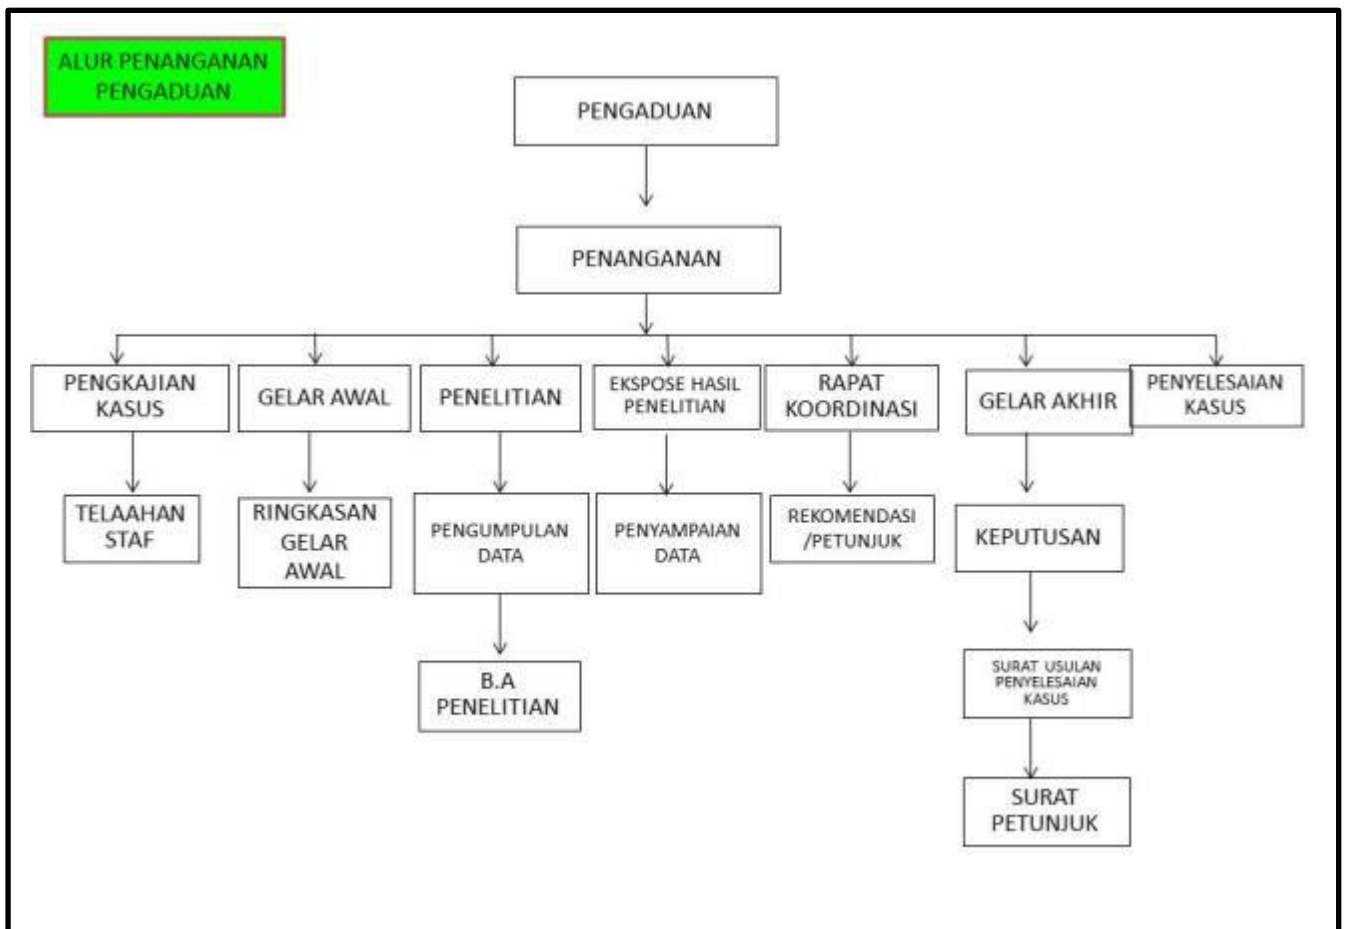 ALUR PENANGANAN
PENGADUAN
PENGADUAN
PENANGANAN
PENGKAJIAN
KASUS
GELAR AWAL
PENELITIAN
EKSPOSE HASIL
PENELITIAN
RAPAT
KOORDINASI
GELAR AKHIR
PENYELESAIAN
KASUS
TELAAHAN
STAF
RINGKASAN
GELAR
AWAL
PENGUMPULAN
DATA
PENYAMPAIAN
DATA
REKOMENDASI
/PETUNJUK
KEPUTUSAN
B.A
PENELITIAN
SURAT USULAN
PENYELESAIAN
KASUS
SURAT
PETUNJUK